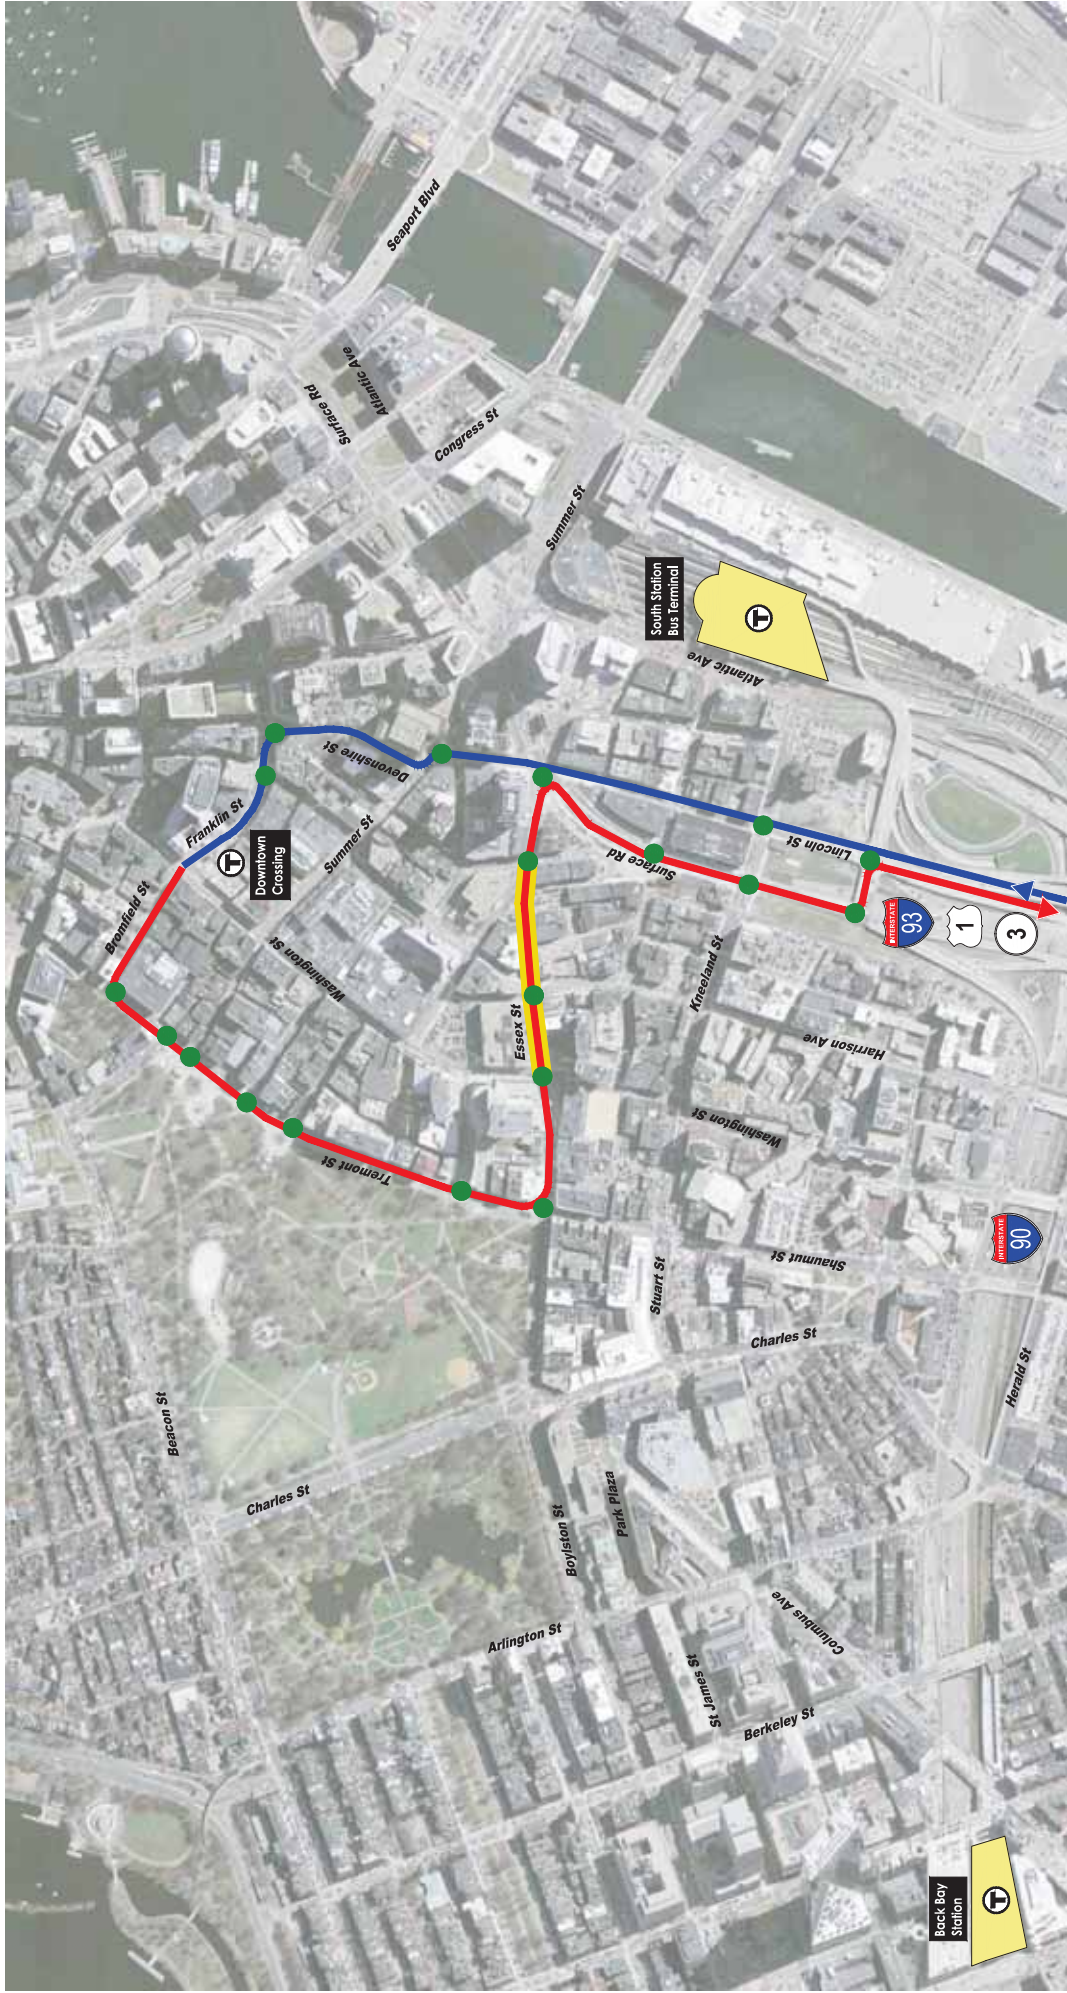 Seaport Blvd
Atlantic Ave
Surface Rd
Congress St
Summer St
South Station
Bus Terminal
T
Atlantic Ave
Devonshire St
Franklin St
Downtown
Crossing
T
Summer St
Bromfield St
Washington St
Lincoln St
Surface Rd
INTERSTATE
93
1
3
Essex St
Kneeland St
Harrison Ave
Washington St
Tremont St
Shaumut St
INTERSTATE
90
Stuart St
Charles St
Herald St
Beacon St
Charles St
Boylston St
Park Plaza
Arlington St
Columbus Ave
St James St
Berkeley St
Back Bay
Station
T